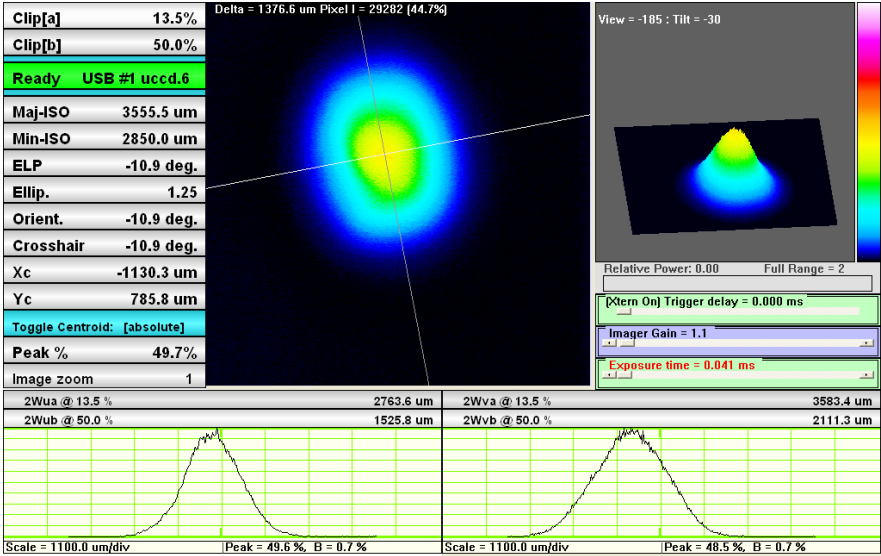 Clip[a] 13.5%
Clip[b] 50.0%
Ready USB #1 uccd.6
Maj-ISO 3555.5 um
Min-ISO 2850.0 um
ELP -10.9 deg.
Ellip. 1.25
Orient. -10.9 deg.
Crosshair -10.9 deg.
Xc -1130.3 um
Yc 785.8 um
Toggle Centroid: [absolute]
Peak % 49.7%
Image zoom 1
Delta = 1376.6 um Pixel I = 29282 (44.7%)
View = -185 : Tilt = -30
Relative Power: 0.00 Full Range = 2
(Xtern On) Trigger delay = 0.000 ms
Imager Gain = 1.1
Exposure time = 0.041 ms
2Wua @ 13.5 % 2763.6 um
2Wub @ 50.0 % 1525.8 um
2Wva @ 13.5 % 3583.4 um
2Wvb @ 50.0 % 2111.3 um
Scale = 1100.0 um/div Peak = 49.6 %, B = 0.7 %
Scale = 1100.0 um/div Peak = 48.5 %, B = 0.7 %